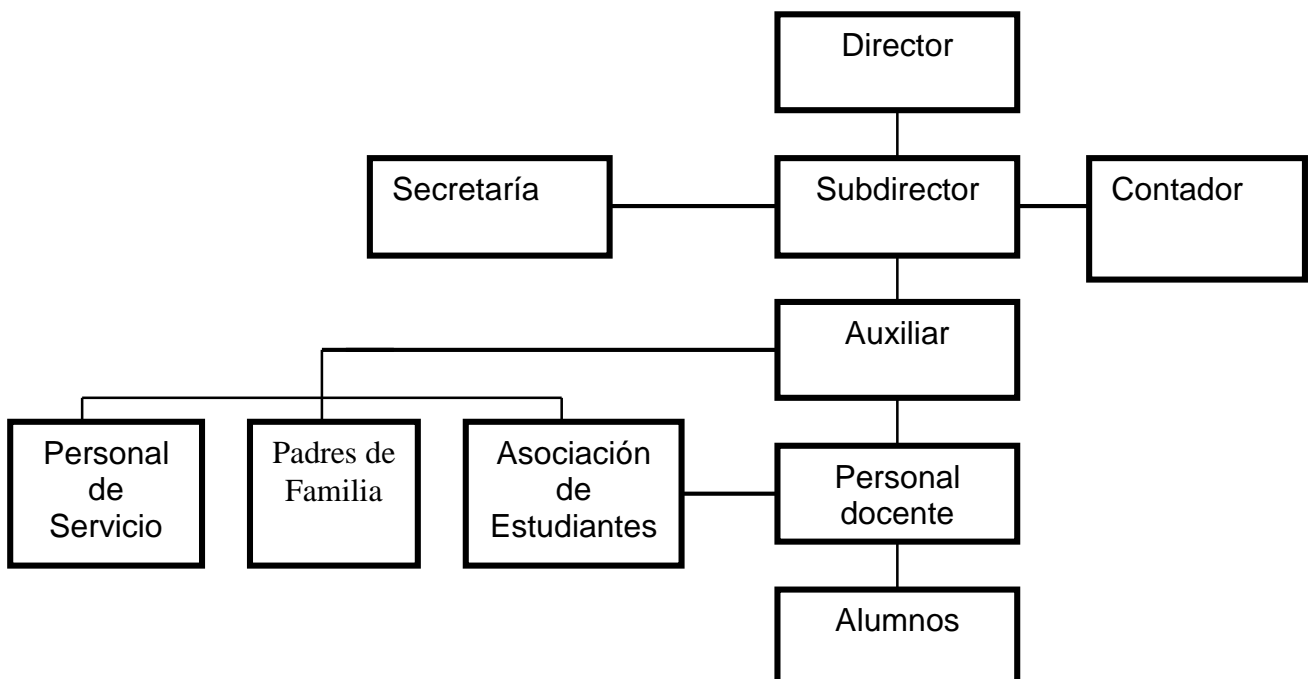 Director
Secretaría
Subdirector
Contador
Auxiliar
Personal
de
Servicio
Padres de
Familia
Asociación
de
Estudiantes
Personal
docente
Alumnos